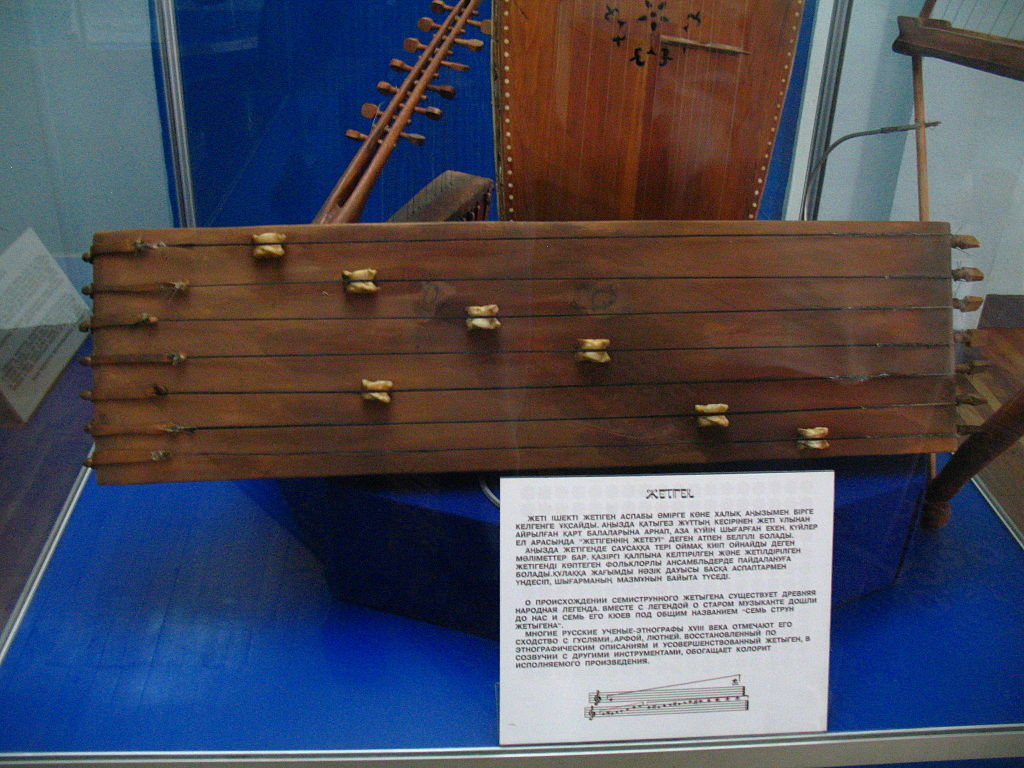 ЖЕТІГЕН
ЖЕТІ ІШЕКТІ ЖЕТІГЕН АСПАБЫ ӨМІРГЕ КӨНЕ ХАЛЫҚ АҢЫЗЫМЕН БІРГЕ
КЕЛГЕНГЕ ҰҚСАЙДЫ. АҢЫЗДА ҚАТЫГЕЗ ЖҰТТЫҢ КЕСІРІНЕН ЖЕТІ ҰЛЫНАН
АЙРЫЛҒАН ҚАРТ БАЛАЛАРЫНА АРНАП, АЗА КҮЙІН ШЫҒАРҒАН ЕКЕН. КҮЙЛЕР
ЕЛ АРАСЫНДА "ЖЕТІГЕННІҢ ЖЕТЕУІ" ДЕГЕН АТПЕН БЕЛГІЛІ БОЛАДЫ.
АҢЫЗДА ЖЕТІГЕНДЕ САУСАҚҚА ТЕРІ ОЙМАҚ КИІП ОЙНАЙДЫ ДЕГЕН
МӘЛІМЕТТЕР БАР. ҚАЗІРГІ ҚАЛПЫНА КЕЛТІРІЛГЕН ЖӘНЕ ЖЕТІЛДІРІЛГЕН
ЖЕТІГЕНДІ КӨПТЕГЕН ФОЛЬКЛОРЛЫ АНСАМБЛЬДЕРДЕ ПАЙДАЛАНУҒА
БОЛАДЫ. ҚҰЛАҚҚА ЖАҒЫМДЫ НӘЗІК ДАУЫСЫ БАСҚА АСПАПТАРМЕН
ҮНДЕСІП, ШЫҒАРМАНЫҢ МАЗМҰНЫН БАЙЫТА ТҮСЕДІ.
О ПРОИСХОЖДЕНИИ СЕМИСТРУННОГО ЖЕТЫГЕНА СУЩЕСТВУЕТ ДРЕВНЯЯ
НАРОДНАЯ ЛЕГЕНДА. ВМЕСТЕ С ЛЕГЕНДОЙ О СТАРОМ МУЗЫКАНТЕ ДОШЛИ
ДО НАС И СЕМЬ ЕГО КЮЕВ ПОД ОБЩИМ НАЗВАНИЕМ "СЕМЬ СТРУН
ЖЕТЫГЕНА".
МНОГИЕ РУССКИЕ УЧЕНЫЕ-ЭТНОГРАФЫ XVIII ВЕКА ОТМЕЧАЮТ ЕГО
СХОДСТВО С ГУСЛЯМИ, АРФОЙ, ЛЮТНЕЙ. ВОССТАНОВЛЕННЫЙ ПО
ЭТНОГРАФИЧЕСКИМ ОПИСАНИЯМ И УСОВЕРШЕНСТВОВАННЫЙ ЖЕТЫГЕН, В
СОЗВУЧИИ С ДРУГИМИ ИНСТРУМЕНТАМИ, ОБОГАЩАЕТ КОЛОРИТ
ИСПОЛНЯЕМОГО ПРОИЗВЕДЕНИЯ.